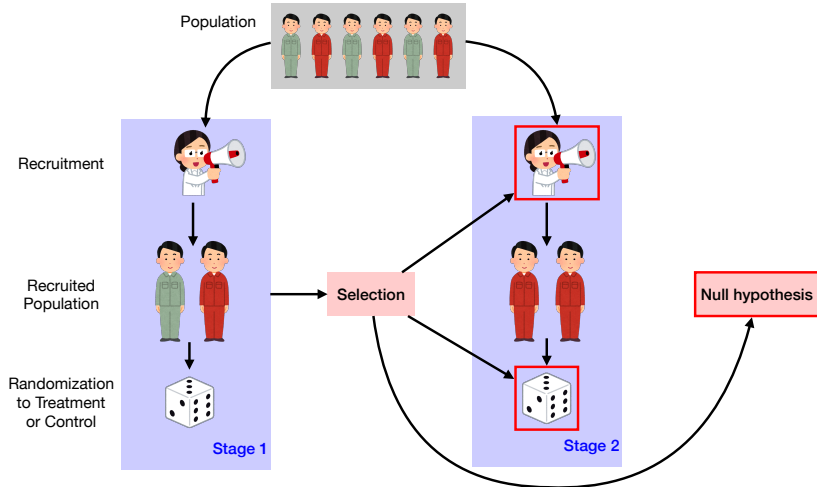 Population
Recruitment
Recruited
Population
Selection
Null hypothesis
Randomization
to Treatment
or Control
Stage 1
Stage 2